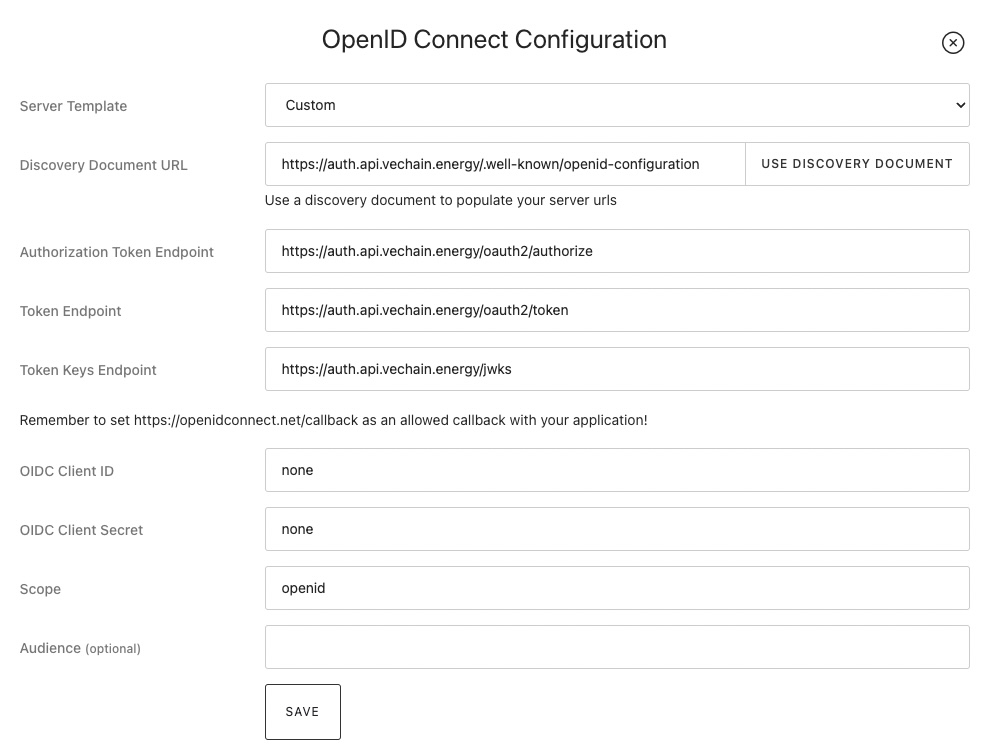 OpenID Connect Configuration
Server Template
Custom
Discovery Document URL
https://auth.api.vechain.energy/.well-known/openid-configuration
USE DISCOVERY DOCUMENT
Use a discovery document to populate your server urls
Authorization Token Endpoint
https://auth.api.vechain.energy/oauth2/authorize
Token Endpoint
https://auth.api.vechain.energy/oauth2/token
Token Keys Endpoint
https://auth.api.vechain.energy/jwks
Remember to set https://openidconnect.net/callback as an allowed callback with your application!
OIDC Client ID
none
OIDC Client Secret
none
Scope
openid
Audience (optional)
SAVE